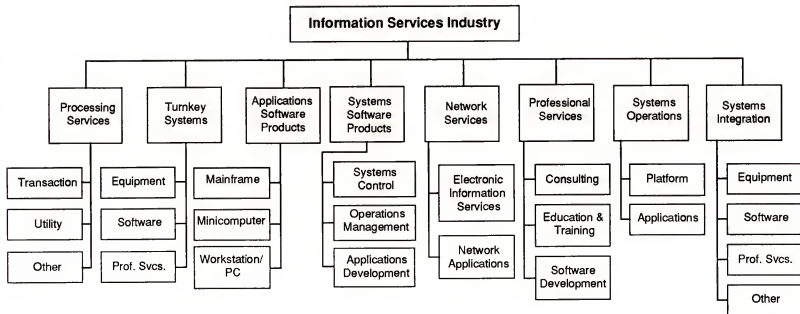 Information Services Industry
Processing
Services
Transaction
Utility
Other
Turnkey
Systems
Equipment
Software
Prof. Svcs.
Applications
Software
Products
Mainframe
Minicomputer
Workstation/
PC
Systems
Software
Products
Systems
Control
Operations
Management
Applications
Development
Network
Services
Electronic
Information
Services
Network
Applications
Professional
Services
Consulting
Education &
Training
Software
Development
Systems
Operations
Platform
Applications
Systems
Integration
Equipment
Software
Prof. Svcs.
Other